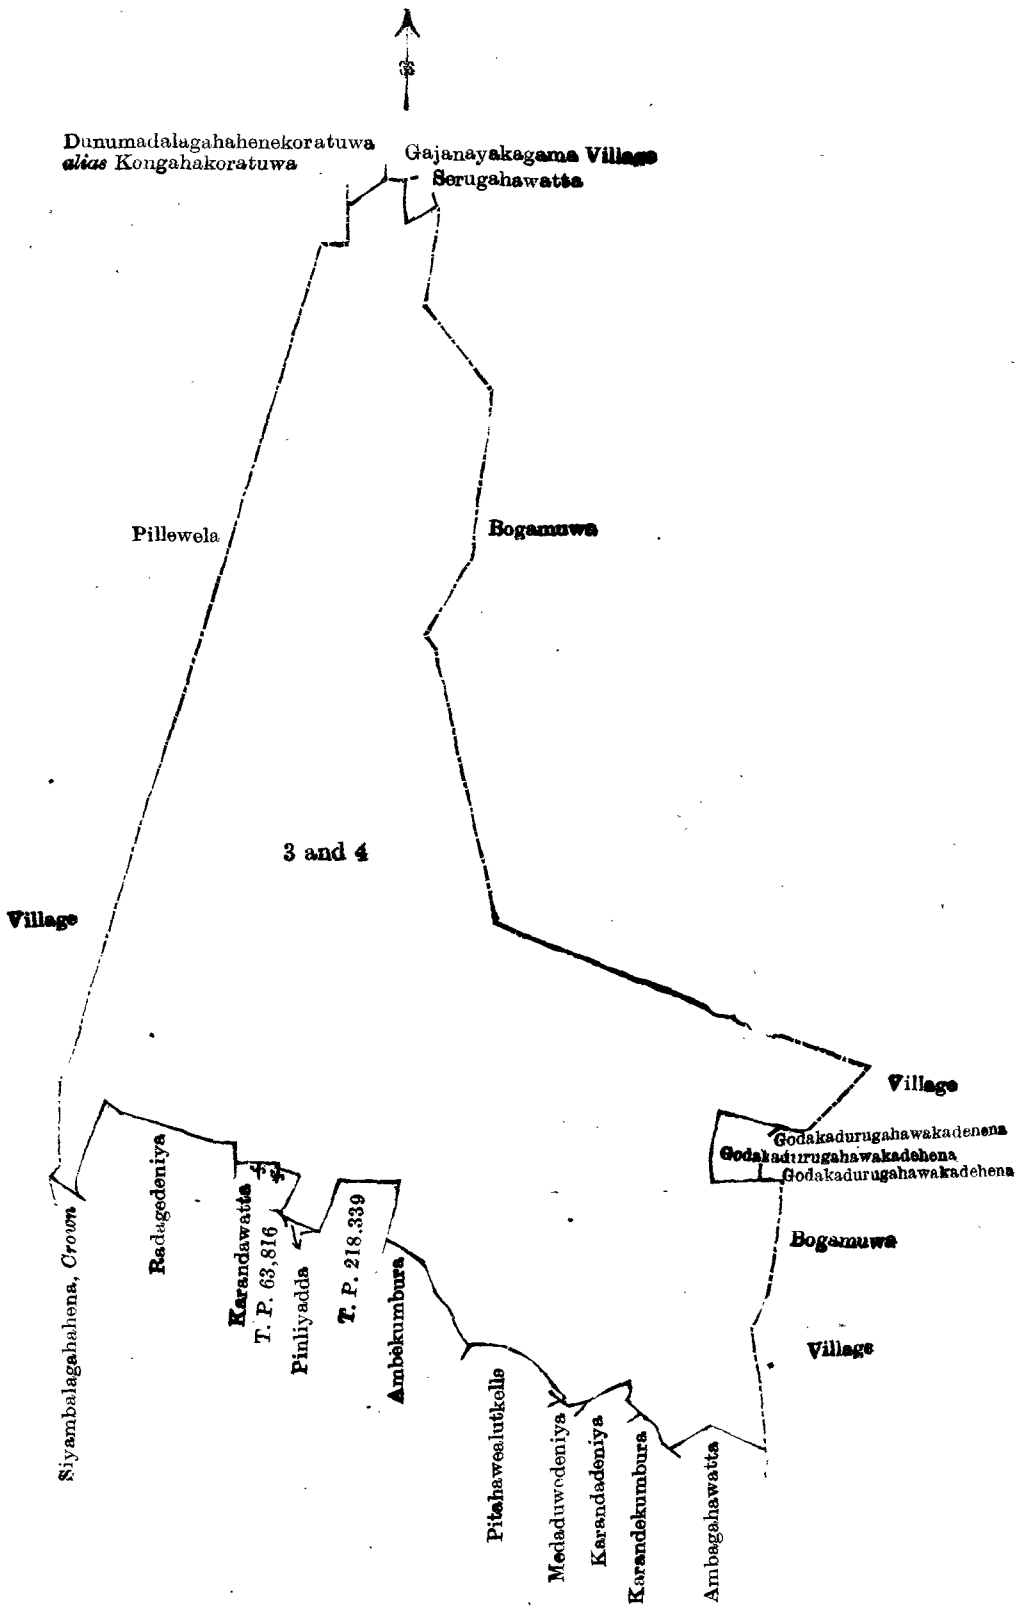 Dunumadalagahahenekoratuwa
alias Kongahakoratuwa
Gajanayakagama Village
Serugahawatta
Pillewela
Bogamuwa
3 and 4
Village
Village
Godakadurugahawakadenena
Godakadurugahawakadehena
Godakadurugahawakadehena
Bogamuwa
Village
Siyambalagahahena, Crown
Radagedeniya
Karandawatta
T. P. 63,816
Pinliyadda
T. P. 218.339
Ambekumbura
Pitahawealutkelle
Medaduwedeniya
Karandadeniya
Karandekumbura
Ambagahawatta